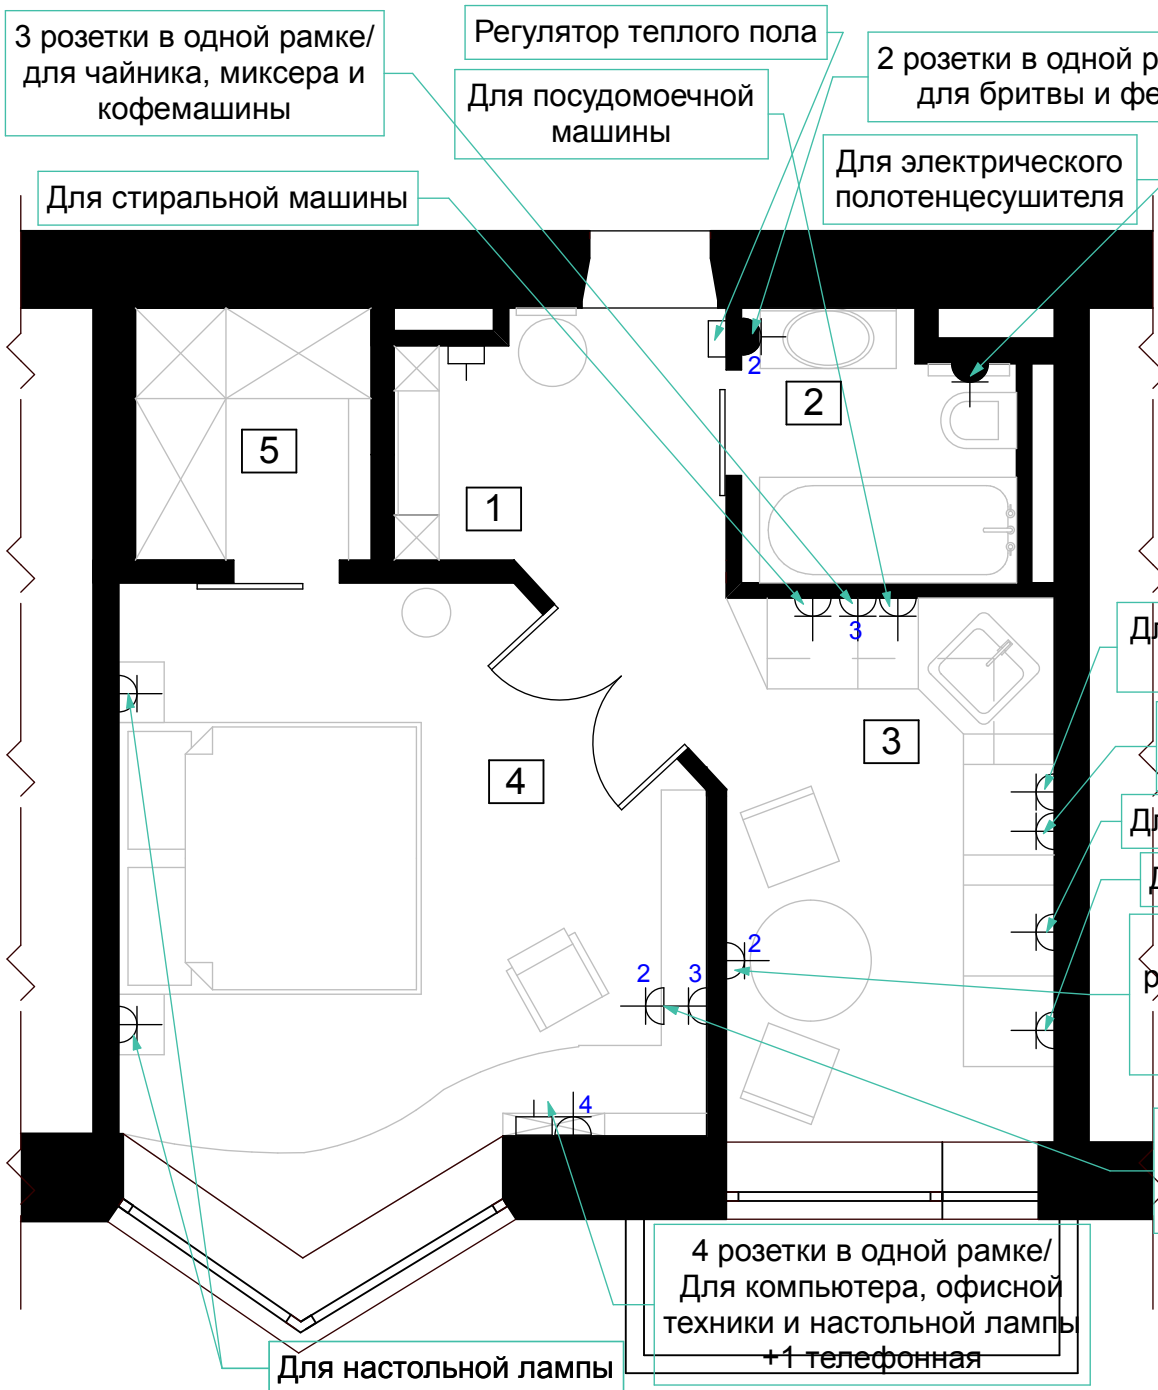 3 розетки в одной рамке/
для чайника, миксера и
кофемашины
Регулятор теплого пола
2 розетки в одной
для бритвы и
Для посудомоечной
машины
Для электрического
полотенцесушителя
Для стиральной машины
2
2
5
1
3
3
4
2
2
3
4
4 розетки в одной рамке/
Для компьютера, офисной
техники и настольной лампы
+1 телефонная
Для настольной лампы